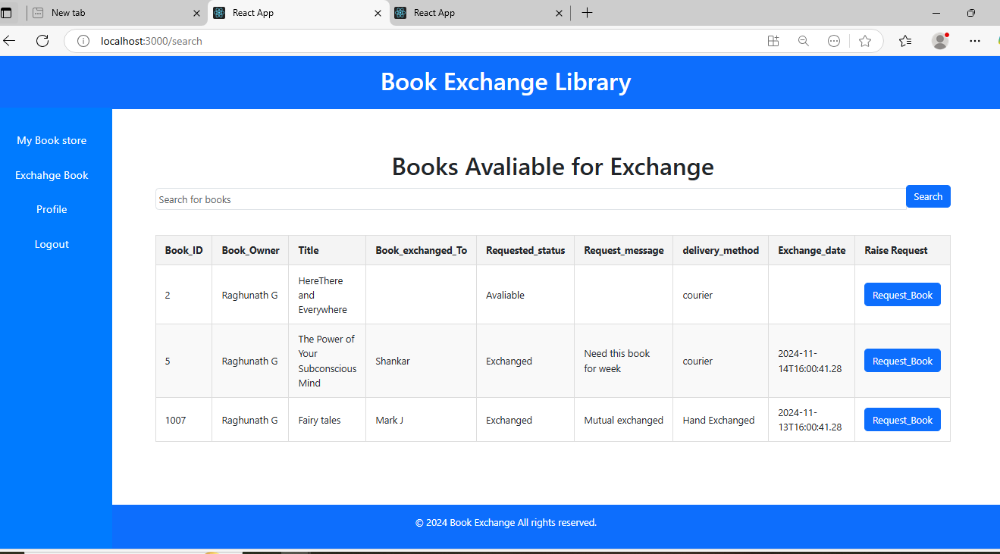 New tab
React App
React App
localhost:3000/search
Book Exchange Library
My Book store
Exchahge Book
Profile
Logout
Books Avaliable for Exchange
Search for books
Search
Book_ID Book_Owner Title Book_exchanged_To Requested_status Request_message delivery_method Exchange_date Raise Request
2 Raghunath G HereThere and Everywhere Avaliable courier Request_Book
5 Raghunath G The Power of Your Subconscious Mind Shankar Exchanged Need this book for week courier 2024-11-14T16:00:41.28 Request_Book
1007 Raghunath G Fairy tales Mark J Exchanged Mutual exchanged Hand Exchanged 2024-11-13T16:00:41.28 Request_Book
© 2024 Book Exchange All rights reserved.